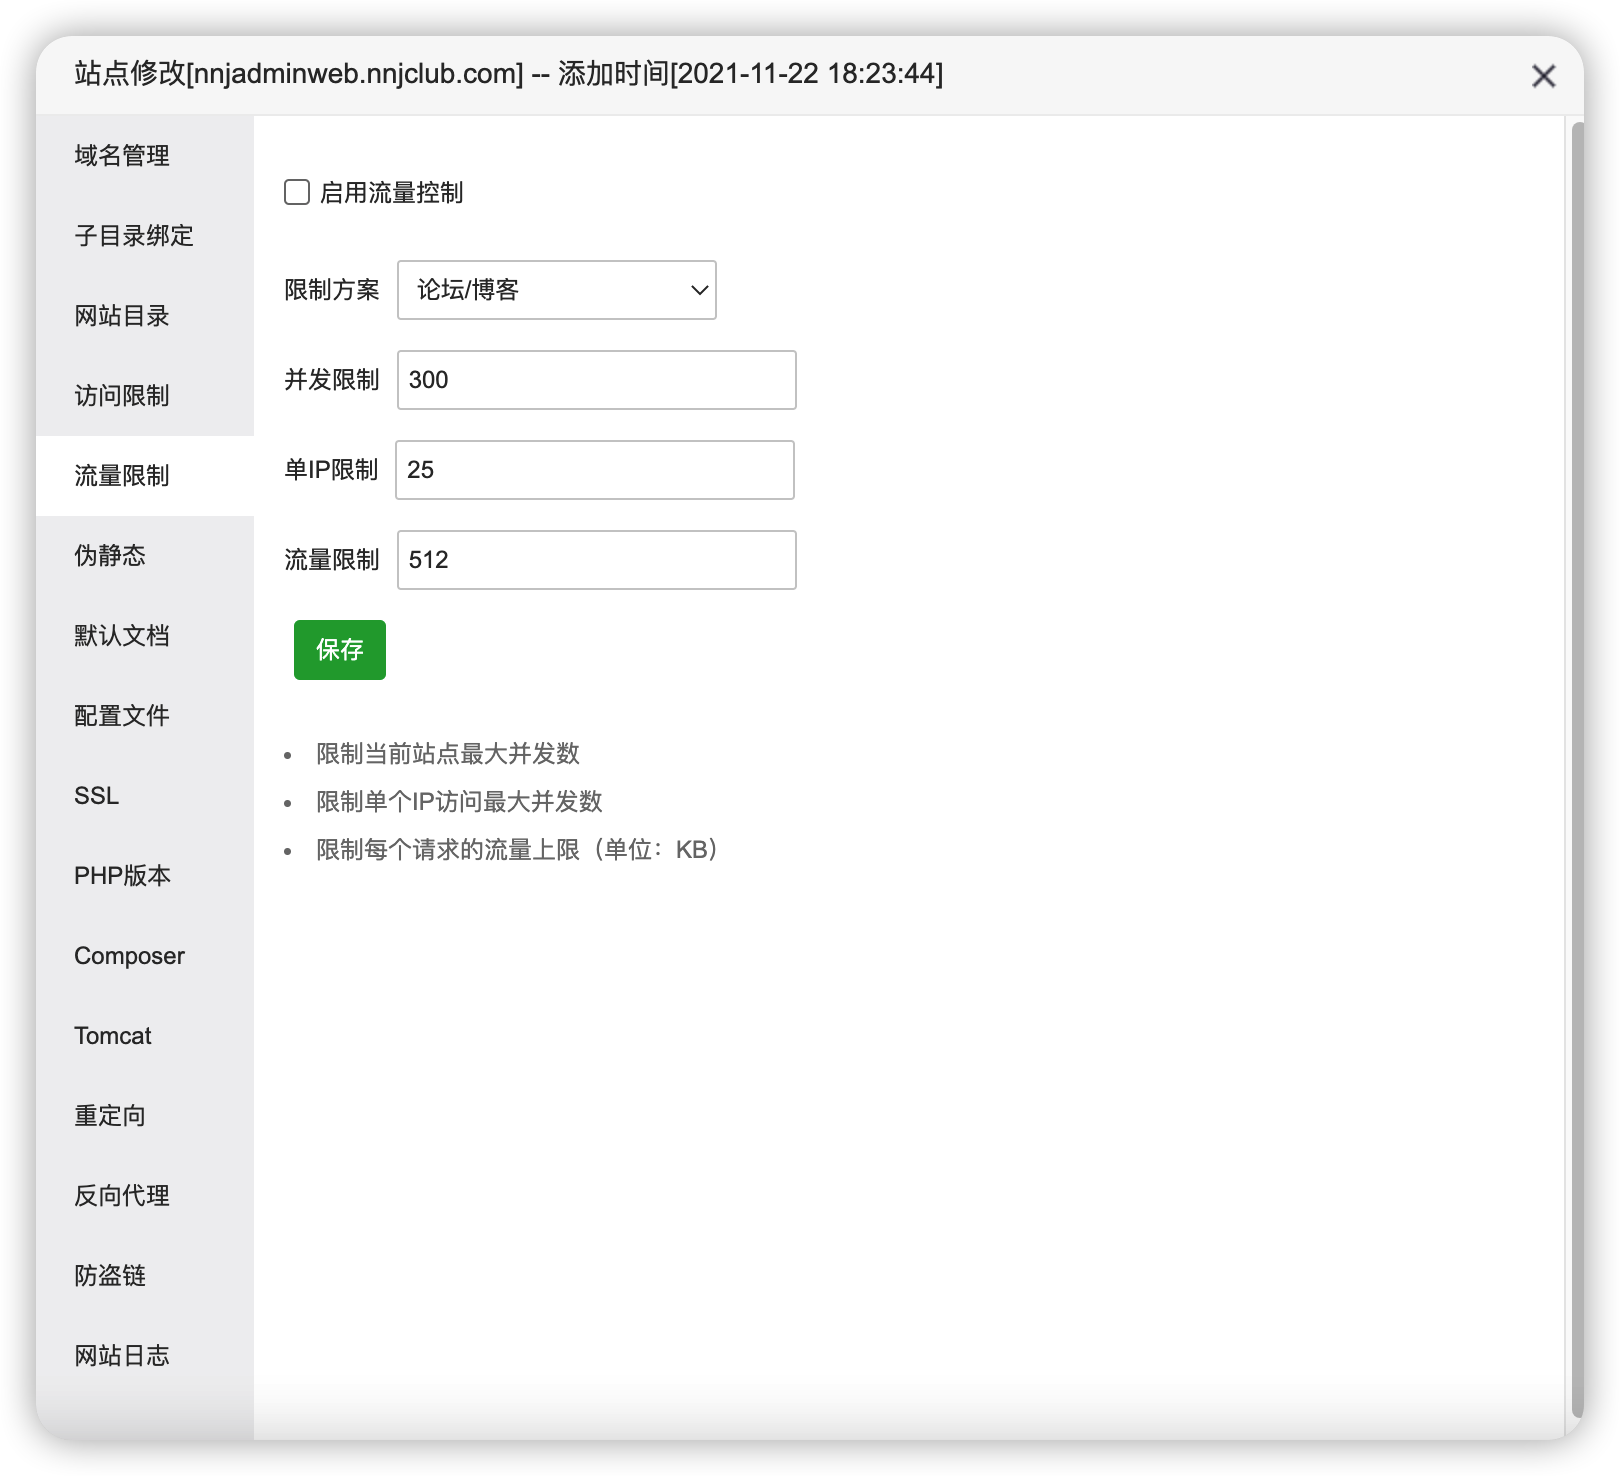 站点修改[nnjadminweb.nnjclub.com] -- 添加时间[2021-11-22 18:23:44]
域名管理
子目录绑定
网站目录
访问限制
流量限制
伪静态
默认文档
配置文件
SSL
PHP版本
Composer
Tomcat
重定向
反向代理
防盗链
网站日志
启用流量控制
限制方案 论坛/博客
并发限制 300
单IP限制 25
流量限制 512
保存
限制当前站点最大并发数
限制单个IP访问最大并发数
限制每个请求的流量上限（单位：KB）